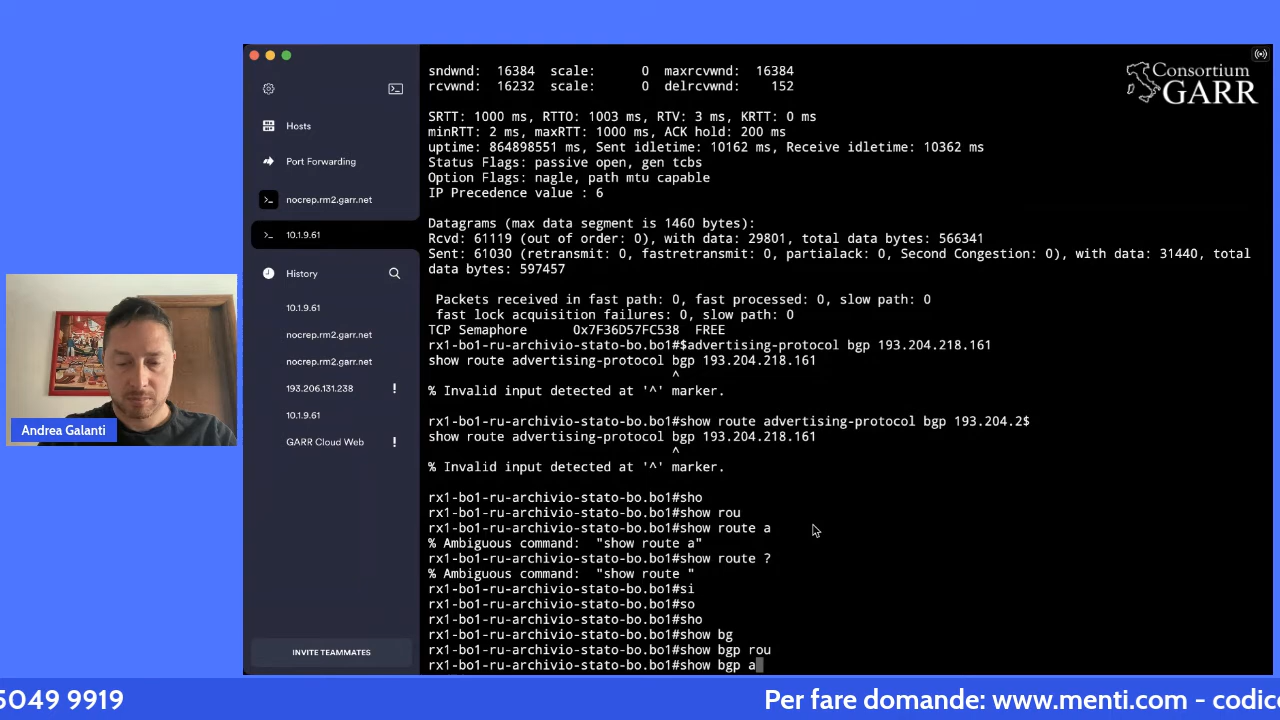 sndwnd:  16384  scale:      0  maxrcvwnd:  16384
rcvwnd:  16232  scale:      0  delrcvwnd:    152
SRTT: 1000 ms, RTTO: 1003 ms, RTV: 3 ms, KRTT: 0 ms
minRTT: 2 ms, maxRTT: 1000 ms, ACK hold: 200 ms
uptime: 864898551 ms, Sent idletime: 10162 ms, Receive idletime: 10362 ms
Status Flags: passive open, gen tcbs
Option Flags: nagle, path mtu capable
IP Precedence value : 6
Datagrams (max data segment is 1460 bytes):
Rcvd: 61119 (out of order: 0), with data: 29801, total data bytes: 566341
Sent: 61030 (retransmit: 0, fastretransmit: 0, partialack: 0, Second Congestion: 0), with data: 31440, total
data bytes: 597457
Packets received in fast path: 0, fast processed: 0, slow path: 0
fast lock acquisition failures: 0, slow path: 0
TCP Semaphore      0x7F36D57FC538  FREE
rx1-bo1-ru-archivio-stato-bo.bo1#$advertising-protocol bgp 193.204.218.161
show route advertising-protocol bgp 193.204.218.161
^
% Invalid input detected at '^' marker.
rx1-bo1-ru-archivio-stato-bo.bo1#show route advertising-protocol bgp 193.204.2$
show route advertising-protocol bgp 193.204.218.161
^
% Invalid input detected at '^' marker.
rx1-bo1-ru-archivio-stato-bo.bo1#sho
rx1-bo1-ru-archivio-stato-bo.bo1#show rou
rx1-bo1-ru-archivio-stato-bo.bo1#show route a
% Ambiguous command:  "show route a"
rx1-bo1-ru-archivio-stato-bo.bo1#show route ?
% Ambiguous command:  "show route "
rx1-bo1-ru-archivio-stato-bo.bo1#si
rx1-bo1-ru-archivio-stato-bo.bo1#so
rx1-bo1-ru-archivio-stato-bo.bo1#sho
rx1-bo1-ru-archivio-stato-bo.bo1#show bg
rx1-bo1-ru-archivio-stato-bo.bo1#show bgp rou
rx1-bo1-ru-archivio-stato-bo.bo1#show bgp a
Consortium
GARR
Hosts
Port Forwarding
nocrep.rm2.garr.net
10.1.9.61
History
10.1.9.61
nocrep.rm2.garr.net
nocrep.rm2.garr.net
193.206.131.238 !
10.1.9.61
GARR Cloud Web !
INVITE TEAMMATES
Andrea Galanti
5049 9919
Per fare domande: www.menti.com - codic